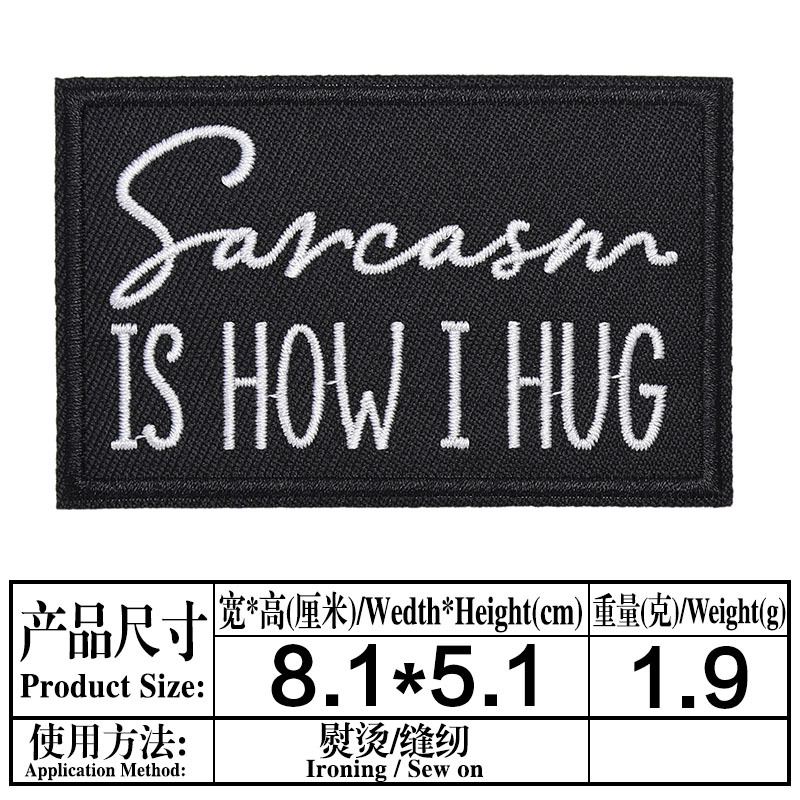 Sarcasm
IS HOW I HUG
产品尺寸
Product Size:
宽*高(厘米)/Wedth*Height(cm)
重量(克)/Weight(g)
8.1*5.1
1.9
使用方法:
Application Method:
熨烫/缝纫
Ironing / Sew on